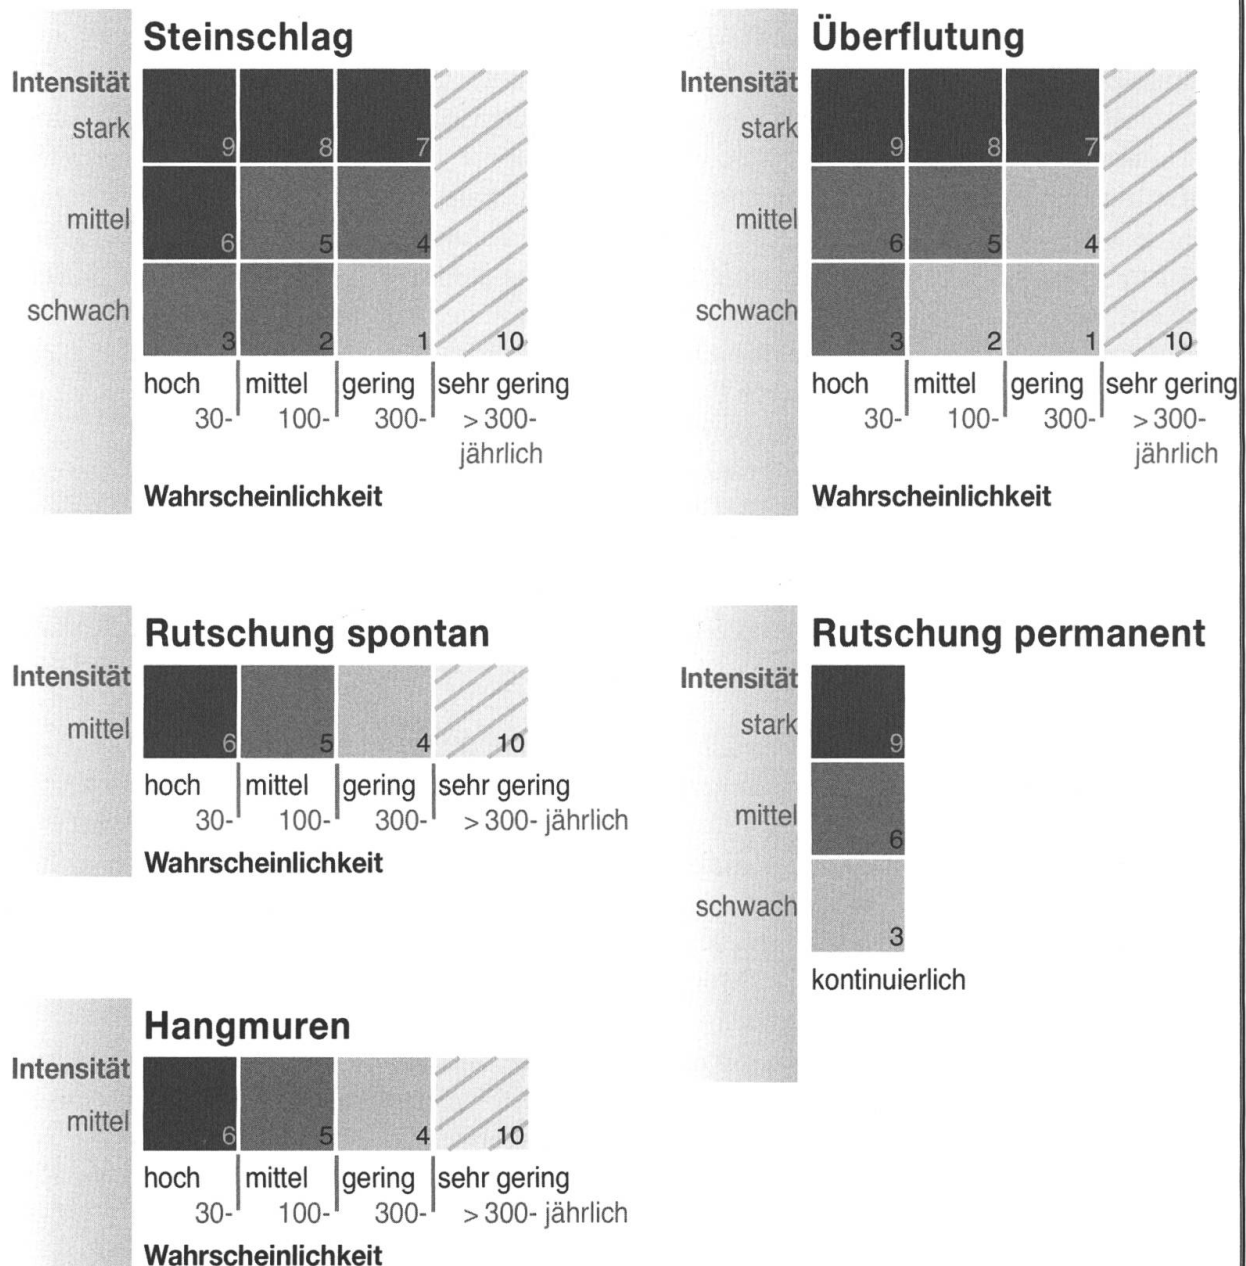 Steinschlag
Intensität
stark
9 8 7
mittel
6 5 4
schwach
3 2 1 10
hoch mittel gering sehr gering
30- 100- 300- > 300-
jährlich
Wahrscheinlichkeit
Überflutung
Intensität
stark
9 8 7
mittel
6 5 4
schwach
3 2 1 10
hoch mittel gering sehr gering
30- 100- 300- > 300-
jährlich
Wahrscheinlichkeit
Rutschung spontan
Intensität
mittel
6 5 4 10
hoch mittel gering sehr gering
30- 100- 300- > 300- jährlich
Wahrscheinlichkeit
Rutschung permanent
Intensität
stark
9
mittel
6
schwach
3
kontinuierlich
Hangmuren
Intensität
mittel
6 5 4 10
hoch mittel gering sehr gering
30- 100- 300- > 300- jährlich
Wahrscheinlichkeit